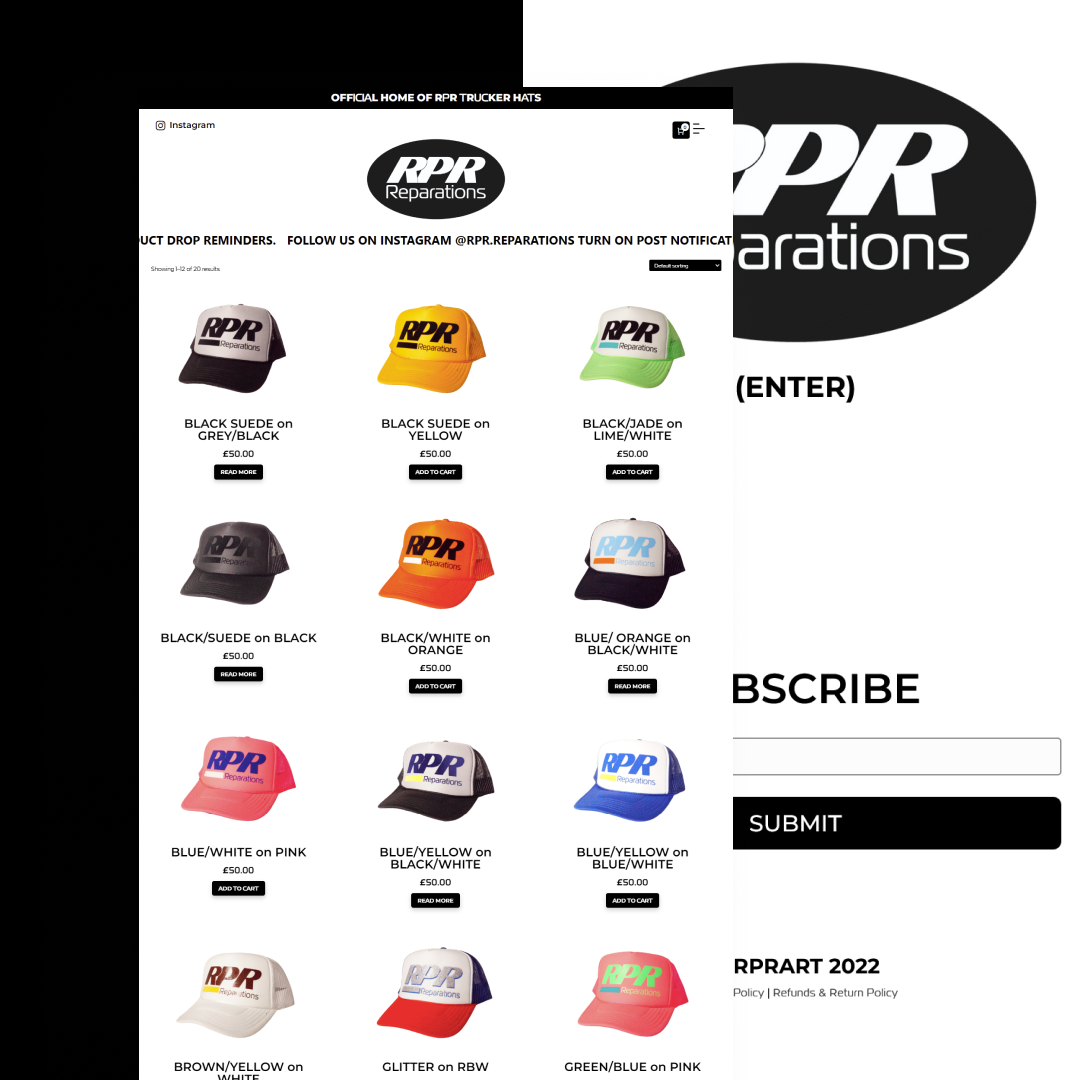 OFFICIAL HOME OF RPR TRUCKER HATS
Instagram
0
RPR
Reparations
UCT DROP REMINDERS. FOLLOW US ON INSTAGRAM @RPR.REPARATIONS TURN ON POST NOTIFICAT
Showing 1–12 of 20 results
Default sorting
RPR
Reparations
RPR
Reparations
RPR
Reparations
BLACK SUEDE on
GREY/BLACK
£50.00
READ MORE
BLACK SUEDE on
YELLOW
£50.00
ADD TO CART
BLACK/JADE on
LIME/WHITE
£50.00
ADD TO CART
RPR
Reparations
RPR
Reparations
RPR
Reparations
BLACK/SUEDE on BLACK
£50.00
READ MORE
BLACK/WHITE on
ORANGE
£50.00
ADD TO CART
BLUE/ ORANGE on
BLACK/WHITE
£50.00
READ MORE
RPR
Reparations
RPR
Reparations
RPR
Reparations
BLUE/WHITE on PINK
£50.00
ADD TO CART
BLUE/YELLOW on
BLACK/WHITE
£50.00
READ MORE
BLUE/YELLOW on
BLUE/WHITE
£50.00
ADD TO CART
RPR
Reparations
RPR
Reparations
RPR
Reparations
BROWN/YELLOW on
WHITE
GLITTER on RBW
GREEN/BLUE on PINK
RPR
arations
(ENTER)
BSCRIBE
SUBMIT
RPRART 2022
Policy | Refunds & Return Policy